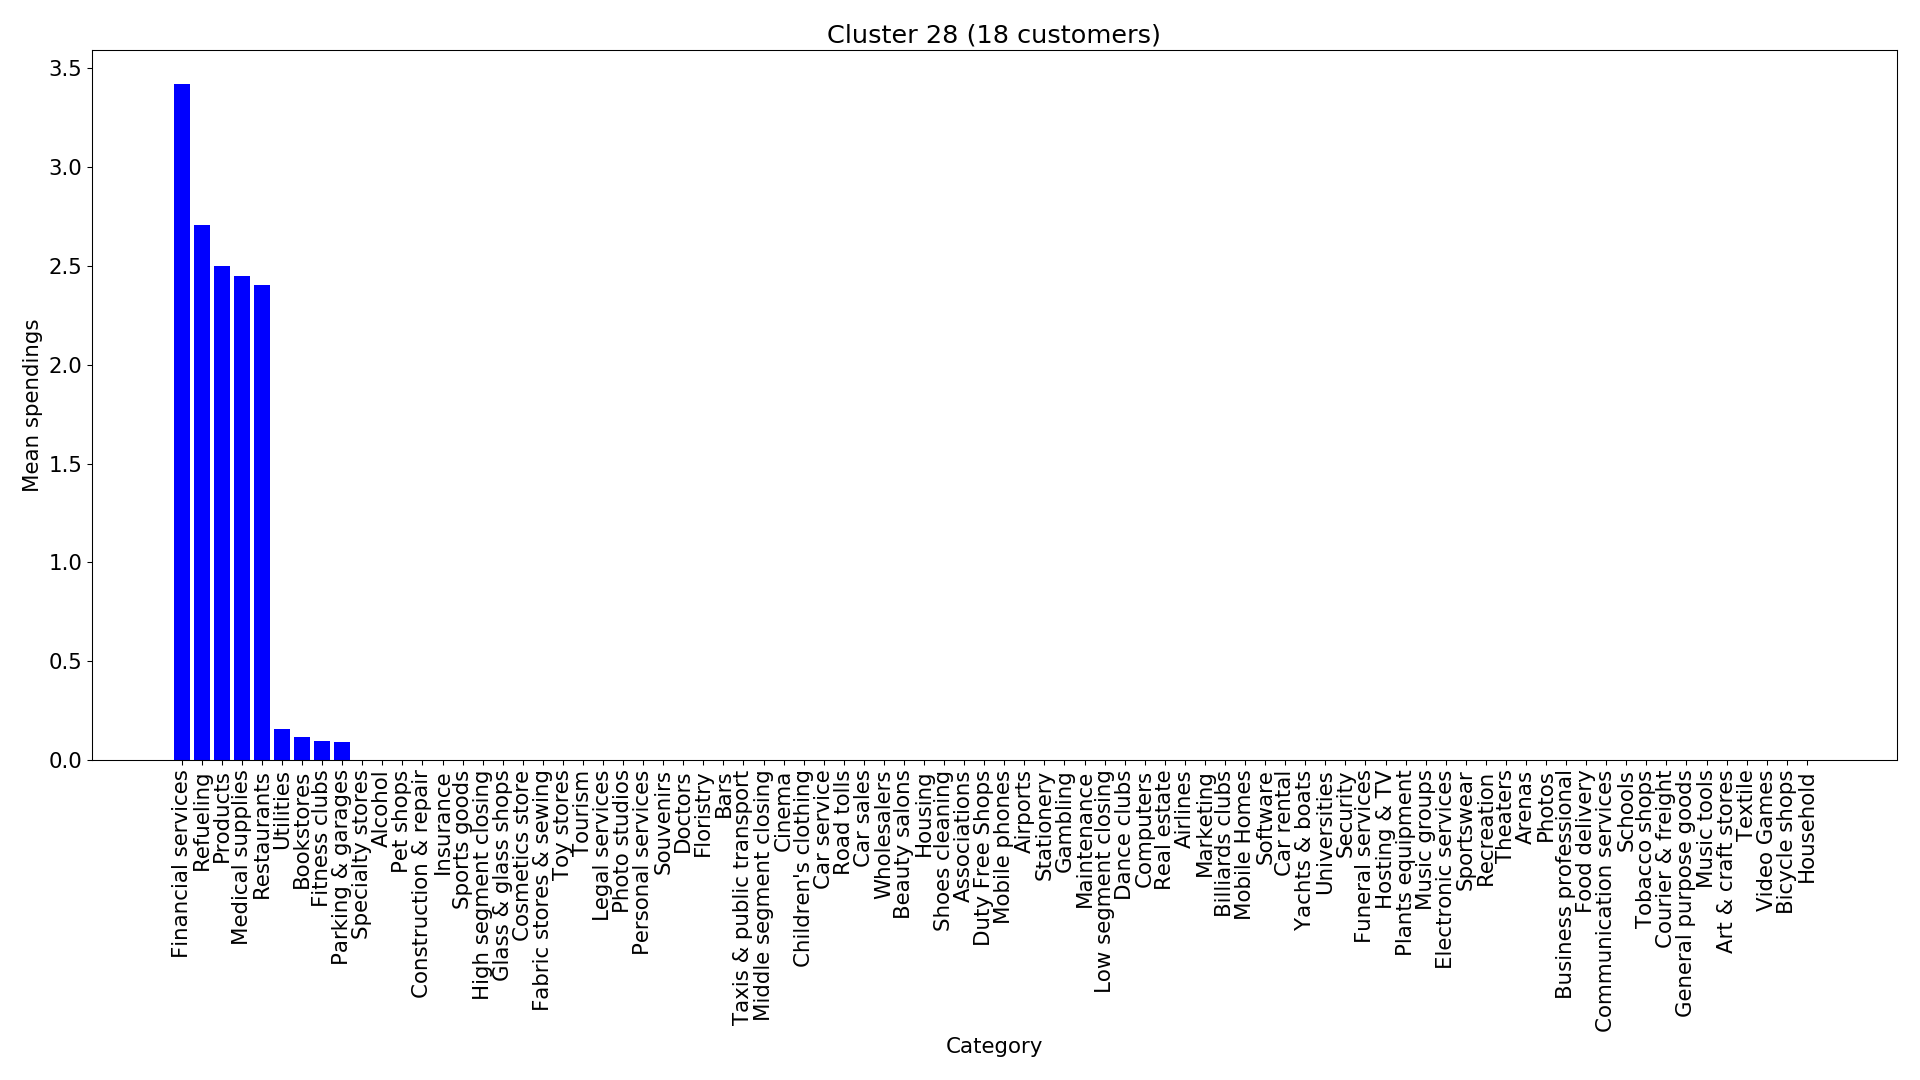 Cluster 28 (18 customers)
3.5
3.0
2.5
2.0
1.5
1.0
0.5
0.0
Mean spendings
Financial services
Refueling
Products
Medical supplies
Restaurants
Utilities
Bookstores
Fitness clubs
Parking & garages
Specialty stores
Alcohol
Pet shops
Construction & repair
Insurance
Sports goods
High segment closing
Glass & glass shops
Cosmetics store
Fabric stores & sewing
Toy stores
Tourism
Legal services
Photo studios
Personal services
Souvenirs
Doctors
Floristry
Bars
Taxis & public transport
Middle segment closing
Cinema
Children's clothing
Car service
Road tolls
Car sales
Wholesalers
Beauty salons
Housing
Shoes cleaning
Associations
Duty Free Shops
Mobile phones
Airports
Stationery
Gambling
Maintenance
Low segment closing
Dance clubs
Computers
Real estate
Airlines
Marketing
Billiards clubs
Mobile Homes
Software
Car rental
Yachts & boats
Universities
Security
Funeral services
Hosting & TV
Plants equipment
Music groups
Electronic services
Sportswear
Recreation
Theaters
Arenas
Photos
Business professional
Food delivery
Communication services
Schools
Tobacco shops
Courier & freight
General purpose goods
Music tools
Art & craft stores
Textile
Video Games
Bicycle shops
Household
Category